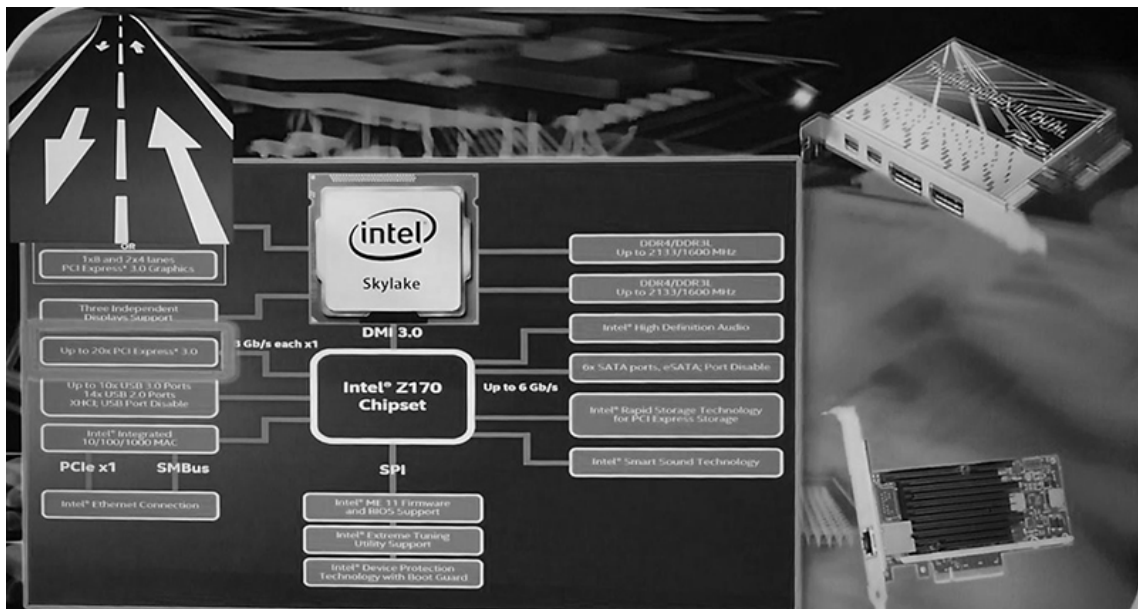 OR
1x8 and 2x4 lanes
PCI Express* 3.0 Graphics
Three Independent
Displays Support
Up to 20x PCI Express* 3.0
Gb/s each x1
Up to 10x USB 3.0 Ports
14x USB 2.0 Ports
XHCI; USB Port Disable
Intel® Integrated
10/100/1000 MAC
PCIe x1
SMBus
Intel® Ethernet Connection
intel
Skylake
DMI 3.0
Intel® Z170
Chipset
Up to 6 Gb/s
SPI
Intel® ME 11 Firmware
and BIOS Support
Intel® Extreme Tuning
Utility Support
Intel® Device Protection
Technology with Boot Guard
DDR4/DDR3L
Up to 2133/1600 MHz
DDR4/DDR3L
Up to 2133/1600 MHz
Intel® High Definition Audio
6x SATA ports, eSATA; Port Disable
Intel® Rapid Storage Technology
for PCI Express Storage
Intel® Smart Sound Technology